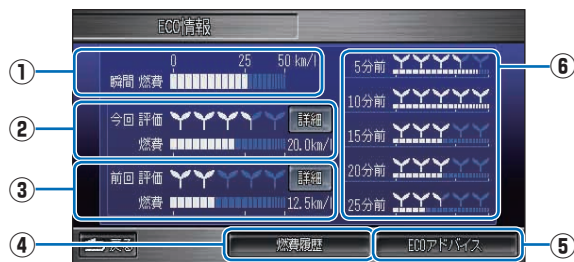 ECO情報
① 0 25 50 km/l
瞬間 燃費
② 今回 評価 詳細
燃費 20.0km/l
③ 前回 評価 詳細
燃費 12.5km/l
⑥ 5分前
10分前
15分前
20分前
25分前
④ ⑤
戻る 燃費履歴 ECOアドバイス